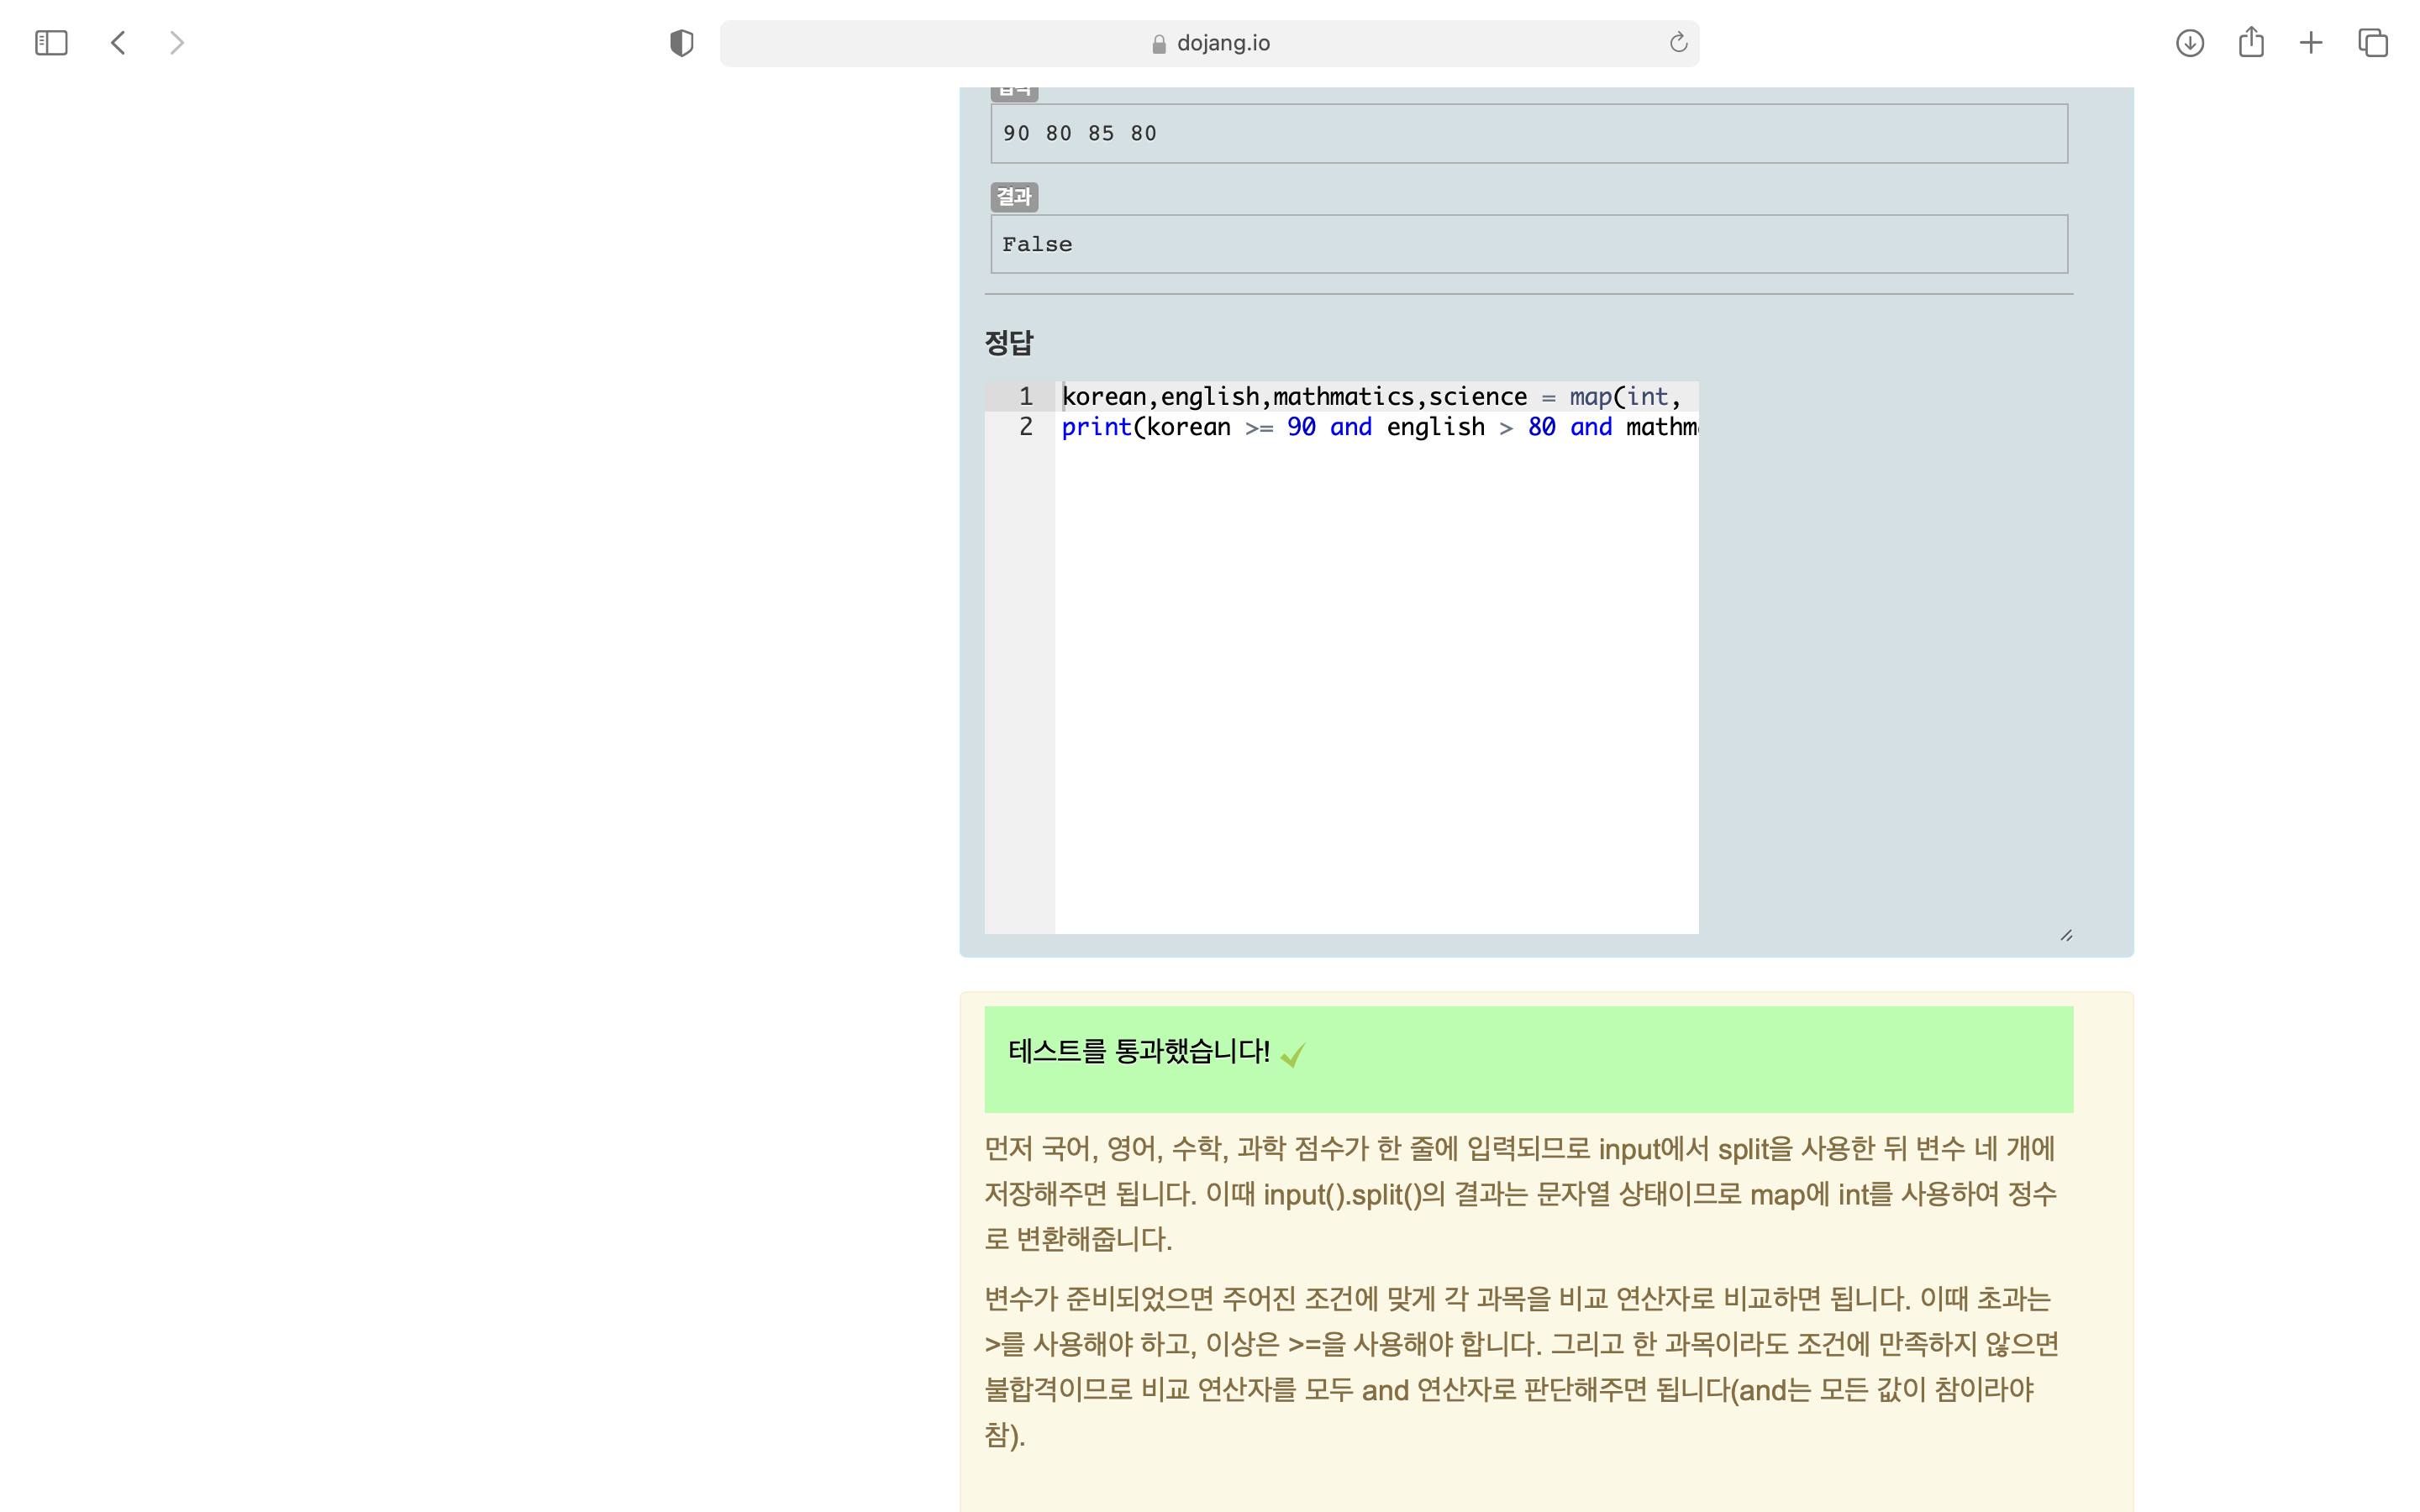 dojang.io
90 80 85 80
결과
False
정답
1 korean,english,mathmatics,science = map(int,
2 print(korean >= 90 and english > 80 and mathm
테스트를 통과했습니다!
먼저 국어, 영어, 수학, 과학 점수가 한 줄에 입력되므로 input에서 split을 사용한 뒤 변수 네 개에
저장해주면 됩니다. 이때 input().split()의 결과는 문자열 상태이므로 map에 int를 사용하여 정수
로 변환해줍니다.
변수가 준비되었으면 주어진 조건에 맞게 각 과목을 비교 연산자로 비교하면 됩니다. 이때 초과는
>를 사용해야 하고, 이상은 >=을 사용해야 합니다. 그리고 한 과목이라도 조건에 만족하지 않으면
불합격이므로 비교 연산자를 모두 and 연산자로 판단해주면 됩니다(and는 모든 값이 참이라야
참).